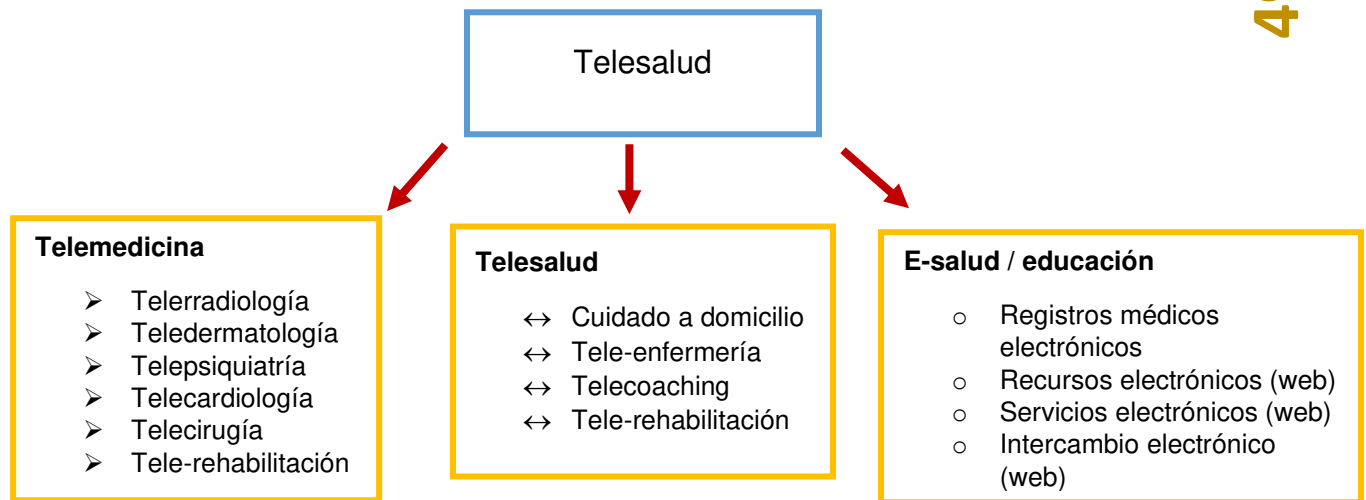 Telesalud
Telemedicina
➢ Telerradiología
➢ Teledermatología
➢ Telepsiquiatría
➢ Telecardiología
➢ Telecirugía
➢ Tele-rehabilitación
Telesalud
↔ Cuidado a domicilio
↔ Tele-enfermería
↔ Telecoaching
↔ Tele-rehabilitación
E-salud / educación
○ Registros médicos
electrónicos
○ Recursos electrónicos (web)
○ Servicios electrónicos (web)
○ Intercambio electrónico
(web)